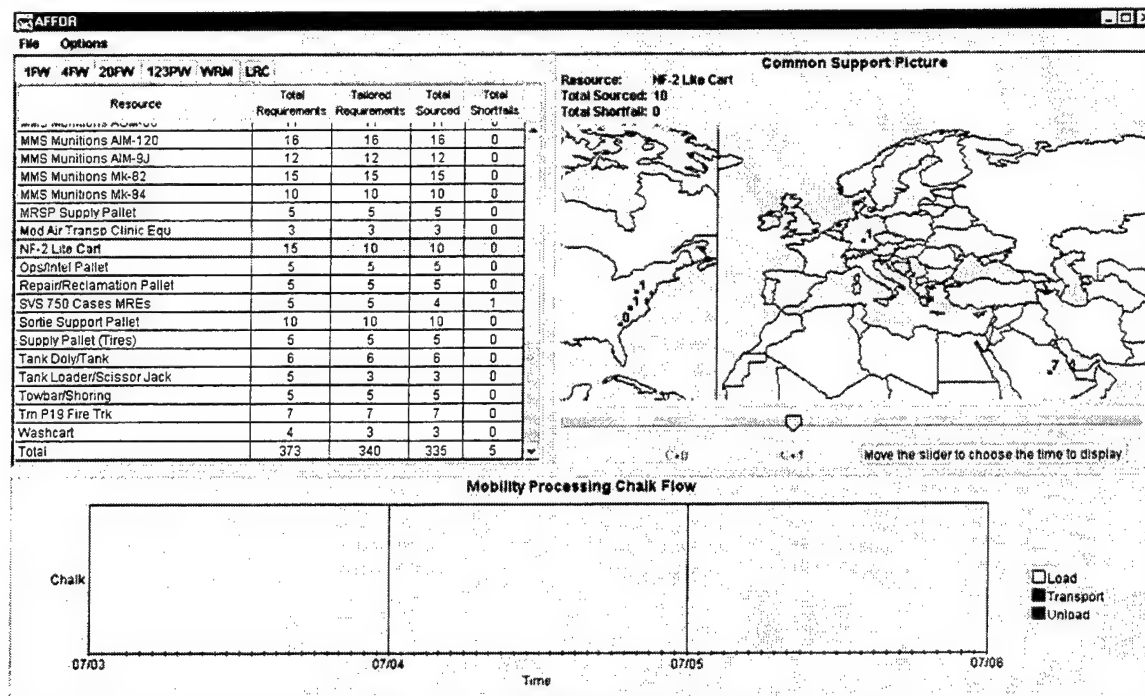 AFFOR
File Options
1FW 4FW 20FW 123PW WRM LRC
Resource Total Requirements Tailored Requirements Total Sourced Total Shortfalls
MMS Munitions AIM-120 16 16 16 0
MMS Munitions AIM-9J 12 12 12 0
MMS Munitions Mk-82 15 15 15 0
MMS Munitions Mk-84 10 10 10 0
MRSP Supply Pallet 5 5 5 0
Mod Air Transp Clinic Equ 3 3 3 0
NF-2 Lite Cart 15 10 10 0
Ops/Intel Pallet 5 5 5 0
Repair/Reclamation Pallet 5 5 5 0
SVS 750 Cases MREs 5 5 4 1
Sortie Support Pallet 10 10 10 0
Supply Pallet (Tires) 5 5 5 0
Tank Doly/Tank 6 6 6 0
Tank Loader/Scissor Jack 5 3 3 0
Towbar/Shoring 5 5 5 0
Trn P19 Fire Trk 7 7 7 0
Washcart 4 3 3 0
Total 373 340 335 5
Common Support Picture
Resource: NF-2 Lite Cart
Total Sourced: 10
Total Shortfall: 0
1
1
1
0
7
C+0
Move the slider to choose the time to display
Mobility Processing Chalk Flow
Chalk
Load
Transport
Unload
07/03 07/04 07/05 07/06
Time